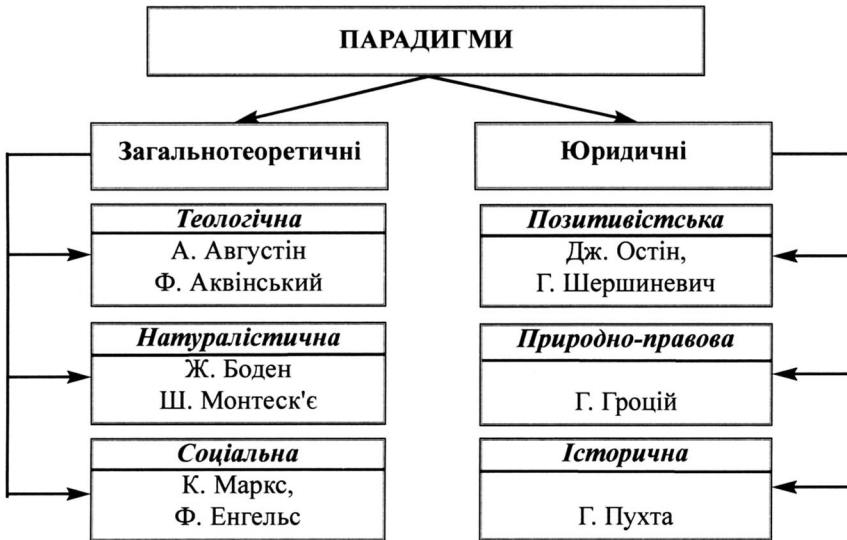 ПАРАДИГМИ
Загальнотеоретичні
Теологічна
А. Августін
Ф. Аквінський
Натуралістична
Ж. Боден
Ш. Монтеск'є
Соціальна
К. Маркс,
Ф. Енгельс
Юридичні
Позитивістська
Дж. Остін,
Г. Шершиневич
Природно-правова
Г. Гроцій
Історична
Г. Пухта